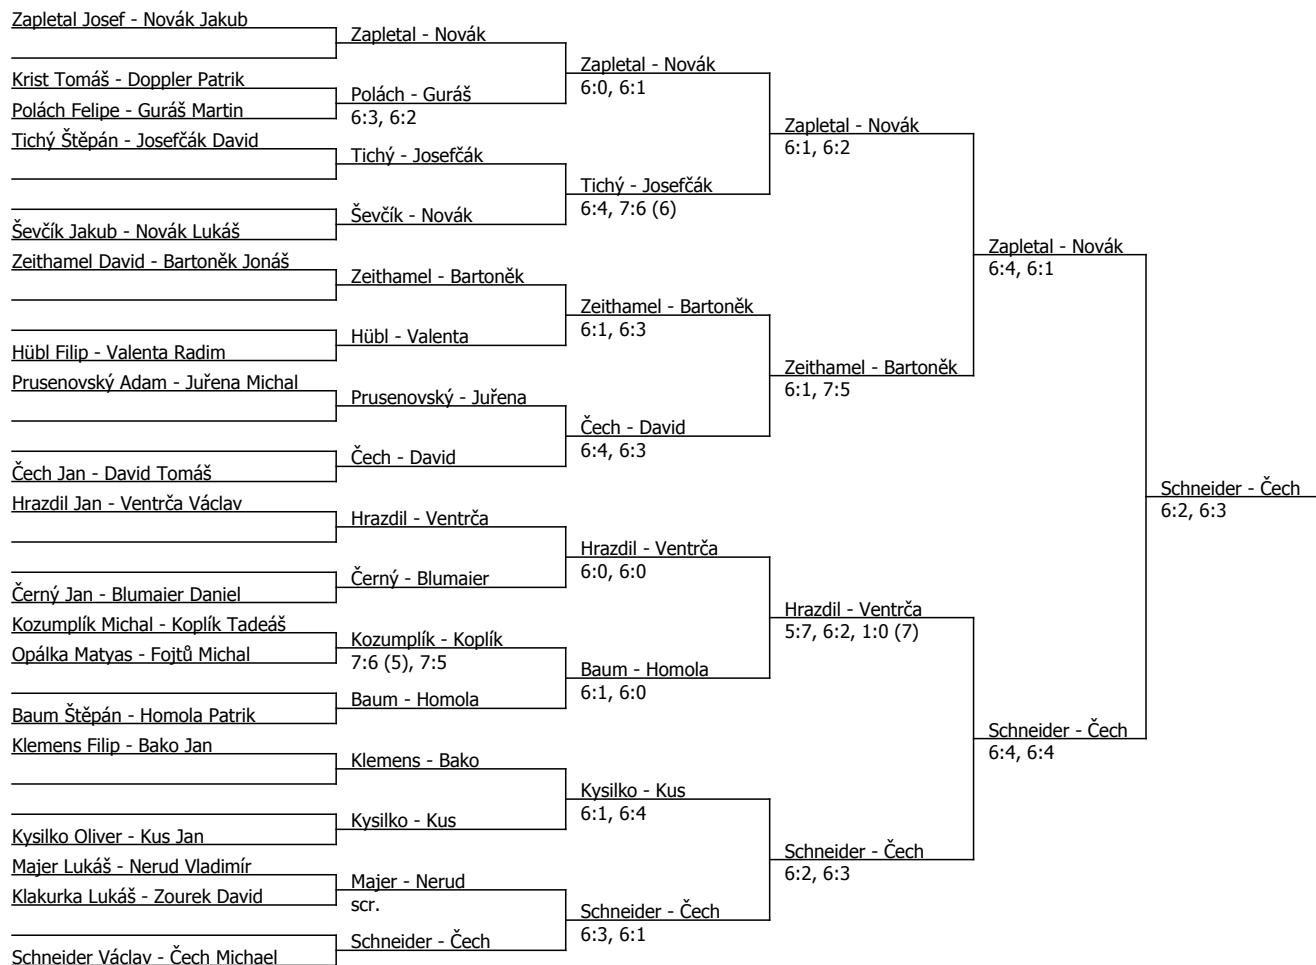 Zapletal Josef - Novák Jakub
Krist Tomáš - Doppler Patrik
Polách Felipe - Guráš Martin
Tichý Štěpán - Josefčák David
Ševčík Jakub - Novák Lukáš
Zeithamel David - Bartoněk Jonáš
Hübl Filip - Valenta Radim
Prusenovský Adam - Juřena Michal
Čech Jan - David Tomáš
Hrazdil Jan - Ventrča Václav
Černý Jan - Blumaier Daniel
Kozumplík Michal - Koplík Tadeáš
Opálka Matyas - Fojtů Michal
Baum Štěpán - Homola Patrik
Klemens Filip - Bako Jan
Kysilko Oliver - Kus Jan
Majer Lukáš - Nerud Vladimír
Klakurka Lukáš - Zourek David
Schneider Václav - Čech Michael
Zapletal - Novák
Polách - Guráš
6:3, 6:2
Tichý - Josefčák
Ševčík - Novák
Zeithamel - Bartoněk
Hübl - Valenta
Prusenovský - Juřena
Čech - David
Hrazdil - Ventrča
Černý - Blumaier
Kozumplík - Koplík
7:6 (5), 7:5
Baum - Homola
Klemens - Bako
Kysilko - Kus
Majer - Nerud
scr.
Schneider - Čech
Zapletal - Novák
6:0, 6:1
Tichý - Josefčák
6:4, 7:6 (6)
Zeithamel - Bartoněk
6:1, 6:3
Čech - David
6:4, 6:3
Hrazdil - Ventrča
6:0, 6:0
Baum - Homola
6:1, 6:0
Kysilko - Kus
6:1, 6:4
Schneider - Čech
6:3, 6:1
Zapletal - Novák
6:1, 6:2
Zeithamel - Bartoněk
6:1, 7:5
Hrazdil - Ventrča
5:7, 6:2, 1:0 (7)
Schneider - Čech
6:2, 6:3
Zapletal - Novák
6:4, 6:1
Schneider - Čech
6:4, 6:4
Schneider - Čech
6:2, 6:3